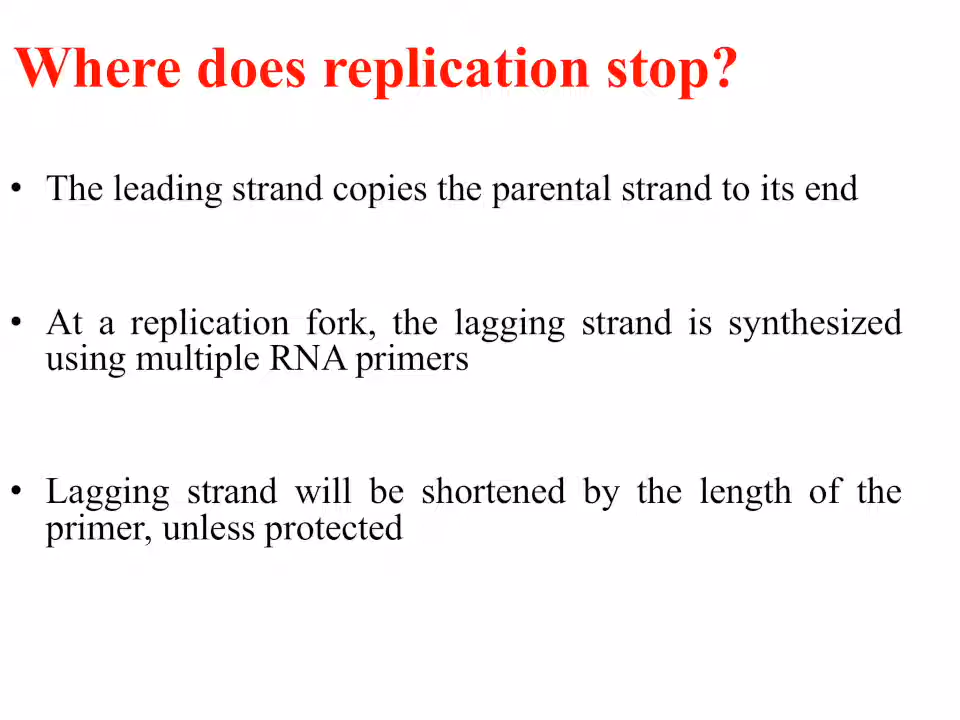 Where does replication stop?
• The leading strand copies the parental strand to its end
• At a replication fork, the lagging strand is synthesized
using multiple RNA primers
• Lagging strand will be shortened by the length of the
primer, unless protected